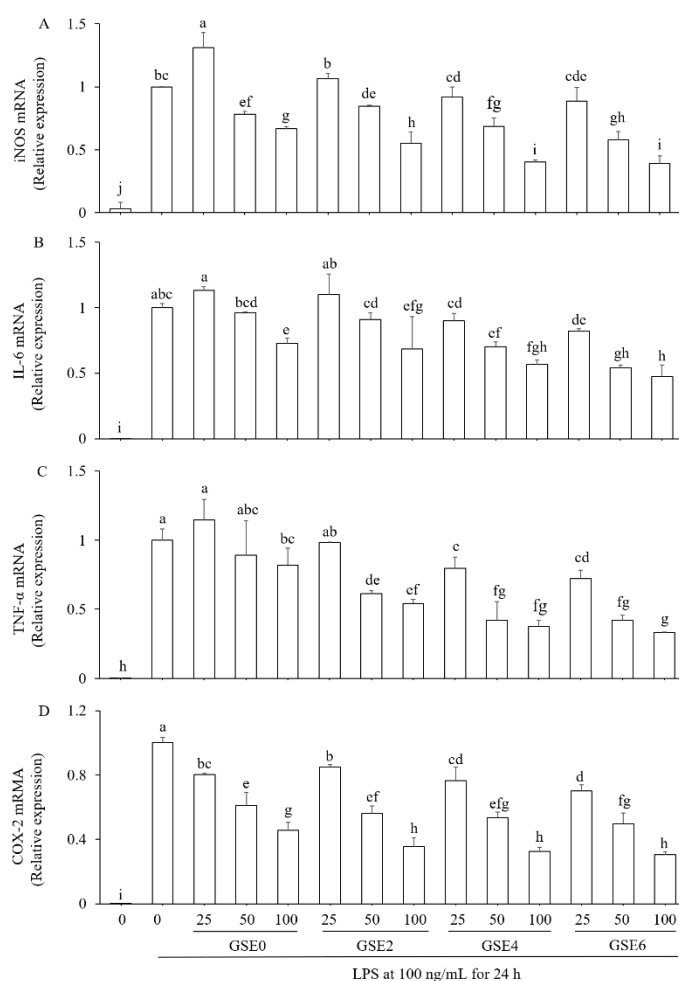 A
1.5
1
0.5
0
iNOS mRNA
(Relative expression)
j bc a ef g b de h cd fg i cde gh i
B
1.5
1
0.5
0
IL-6 mRNA
(Relative expression)
i abc a bcd e ab cd efg cd ef fgh de gh h
C
1.5
1
0.5
0
TNF-α mRNA
(Relative expression)
h a a abc bc ab de ef c fg fg cd fg g
D
1.2
0.8
0.4
0
COX-2 mRMA
(Relative expression)
i a bc e g b ef h cd efg h d fg h
0 0 25 50 100 25 50 100 25 50 100 25 50 100
GSE0 GSE2 GSE4 GSE6
LPS at 100 ng/mL for 24 h